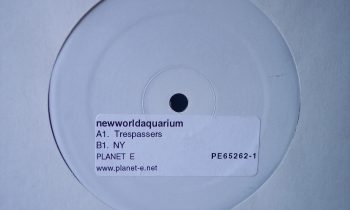 newworldaquarium
A1. Trespassers
B1. NY
PLANET E PE65262-1
www.planet-e.net